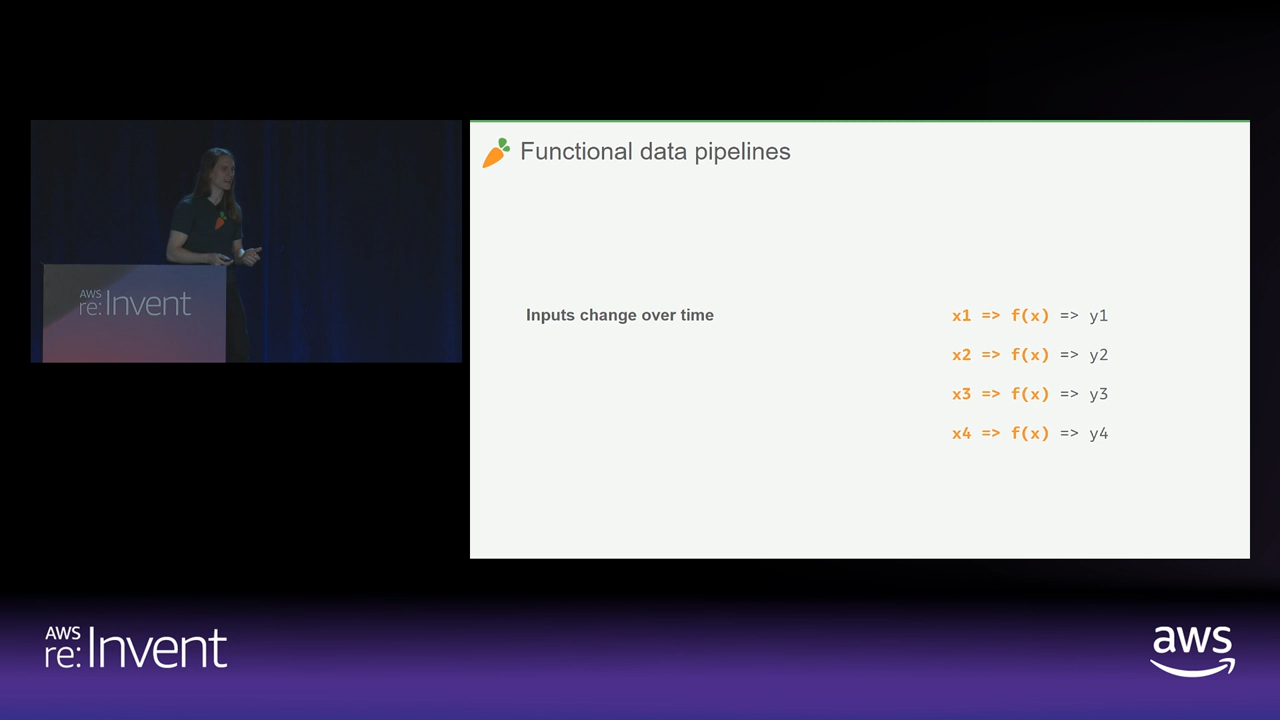 Functional data pipelines
Inputs change over time
x1 => f(x) => y1
x2 => f(x) => y2
x3 => f(x) => y3
x4 => f(x) => y4
AWS
re:Invent
AWS
re:Invent
aws